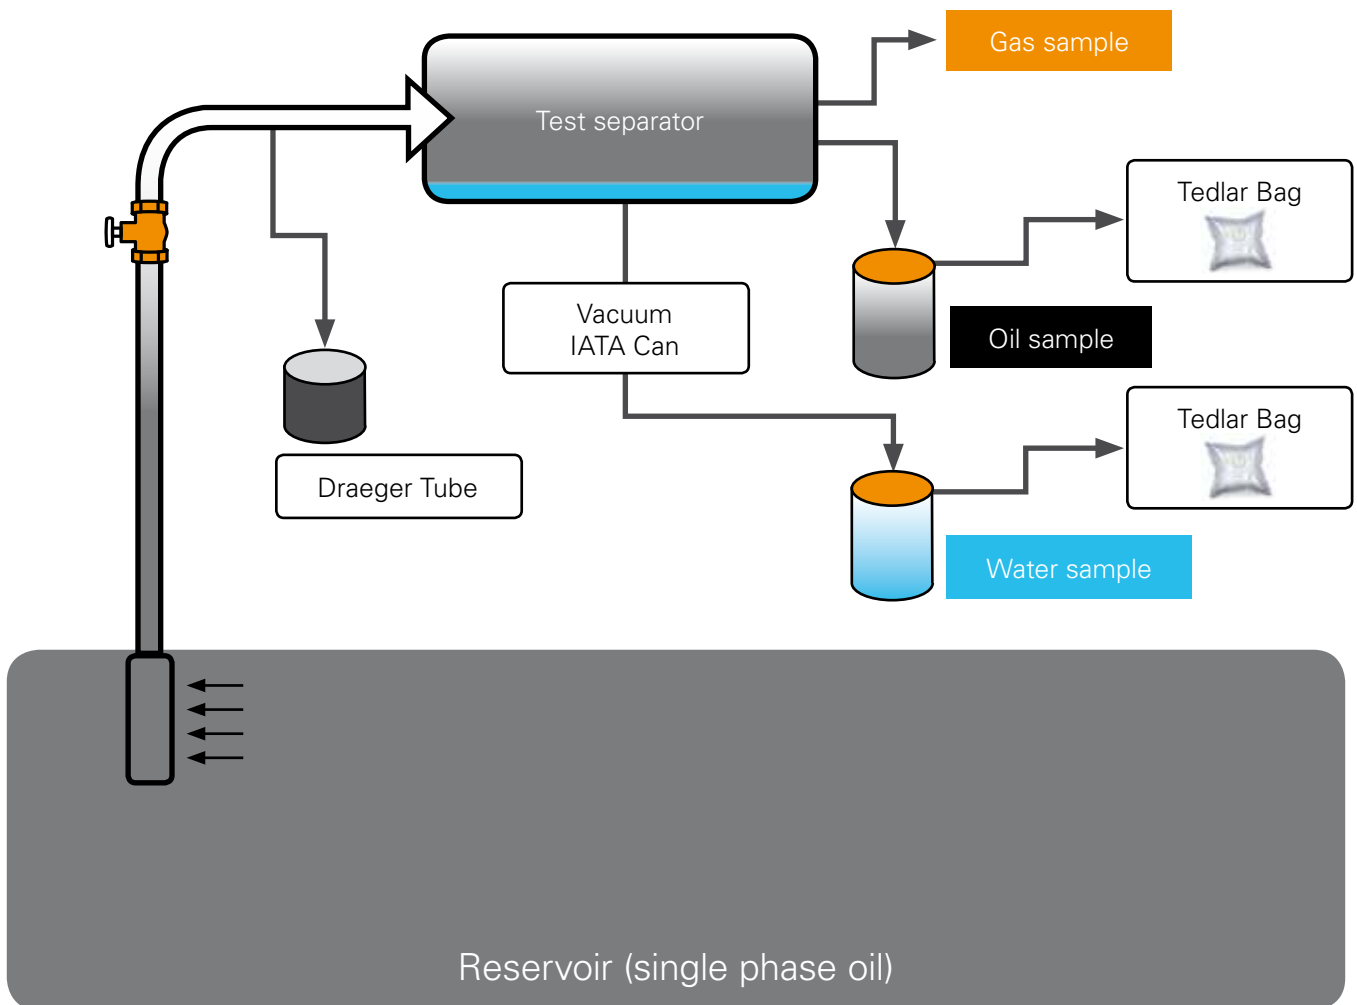 Gas sample
Test separator
Tedlar Bag
Vacuum
IATA Can
Oil sample
Tedlar Bag
Draeger Tube
Water sample
Reservoir (single phase oil)